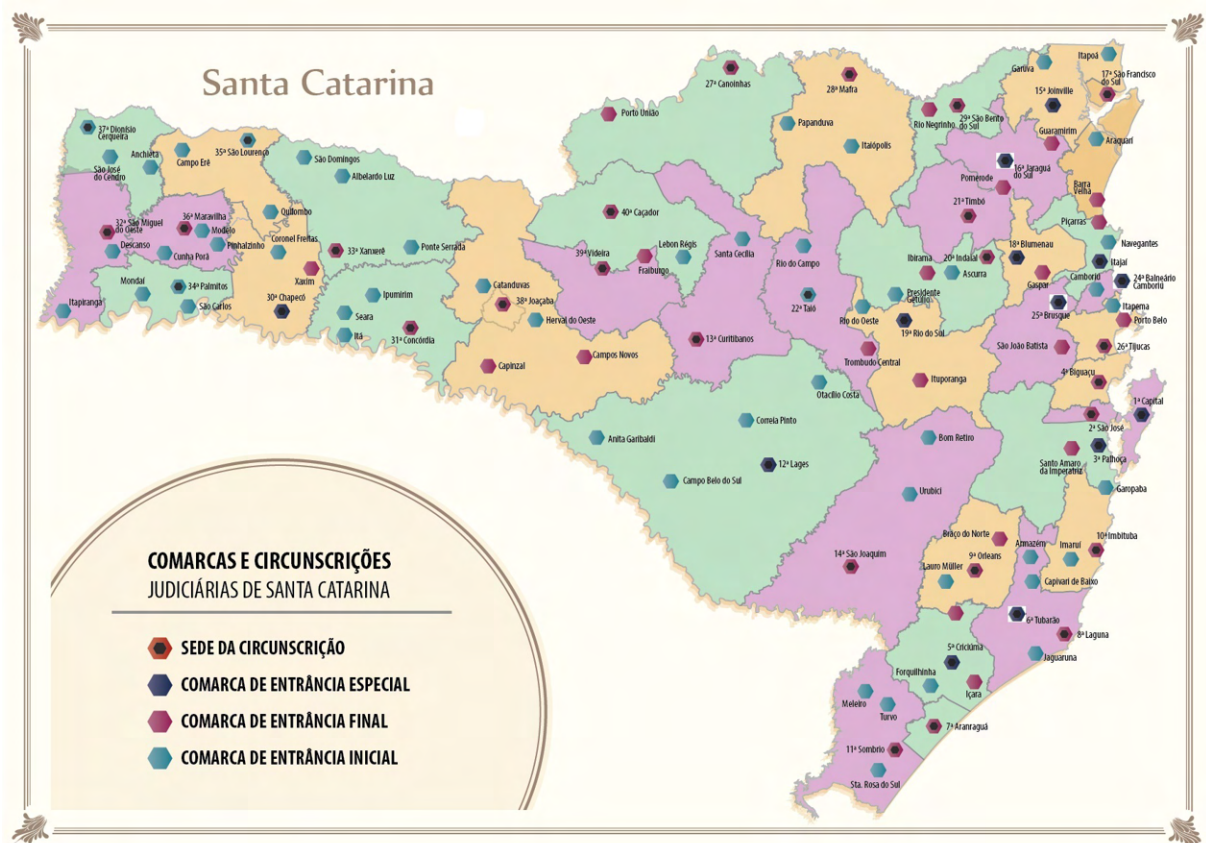 Santa Catarina
37ª Dionísio
Cerqueira
São José
do Cendro
Anchieta
Campo Erê
35ª São Lourenço
São Domingos
Abelardo Luz
32ª São Miguel
do Oeste
Descanso
36ª Maravilha
Modelo
Pinhalzinho
Cunha Porã
Quilombo
Coronel Freitas
Xaxim
33ª Xanxerê
Ponte Serrada
Mondaí
34ª Palmitos
São Carlos
Itapiranga
30ª Chapecó
Ipumirim
Seara
Itá
31ª Concórdia
Catanduvas
38ª Joaçaba
Herval do Oeste
Capinzal
Campos Novos
Porto União
27ª Canoinhas
28ª Mafra
Papanduva
Itaiópolis
40ª Caçador
39ª Videira
Fraiburgo
Lebon Régis
Santa Cecília
13ª Curitibanos
Rio do Campo
22ª Taió
Rio Negrinho
29ª São Bento
do Sul
Garuva
Itapoá
17ª São Francisco
do Sul
15ª Joinville
Guaramirim
Araquari
16ª Jaraguá
do Sul
Pomerode
21ª Timbó
Barra
Velha
Piçarras
Navegantes
18ª Blumenau
20ª Indaial
Itajaí
Ibirama
Ascurra
Gaspar
Camboriú
24ª Balneário
Camboriú
Presidente
Getúlio
Rio do Oeste
19ª Rio do Sul
25ª Brusque
Itapema
Porto Belo
São João Batista
26ª Tijucas
Trombudo Central
Ituporanga
4ª Biguaçu
1ª Capital
2ª São José
3ª Palhoça
Santo Amaro
da Imperatriz
Garopaba
Otacílio Costa
Correia Pinto
Anita Garibaldi
12ª Lages
Campo Belo do Sul
Bom Retiro
Urubici
14ª São Joaquim
Braço do Norte
9ª Orleans
Lauro Müller
Armazém
Imaruí
10ª Imbituba
Capivari de Baixo
6ª Tubarão
8ª Laguna
Jaguaruna
5ª Criciúma
Forquilhinha
Içara
Meleiro
Turvo
7ª Aranraguá
11ª Sombrio
Sta. Rosa do Sul
COMARCAS E CIRCUNSCRIÇÕES
JUDICIÁRIAS DE SANTA CATARINA
SEDE DA CIRCUNSCRIÇÃO
COMARCA DE ENTRÂNCIA ESPECIAL
COMARCA DE ENTRÂNCIA FINAL
COMARCA DE ENTRÂNCIA INICIAL